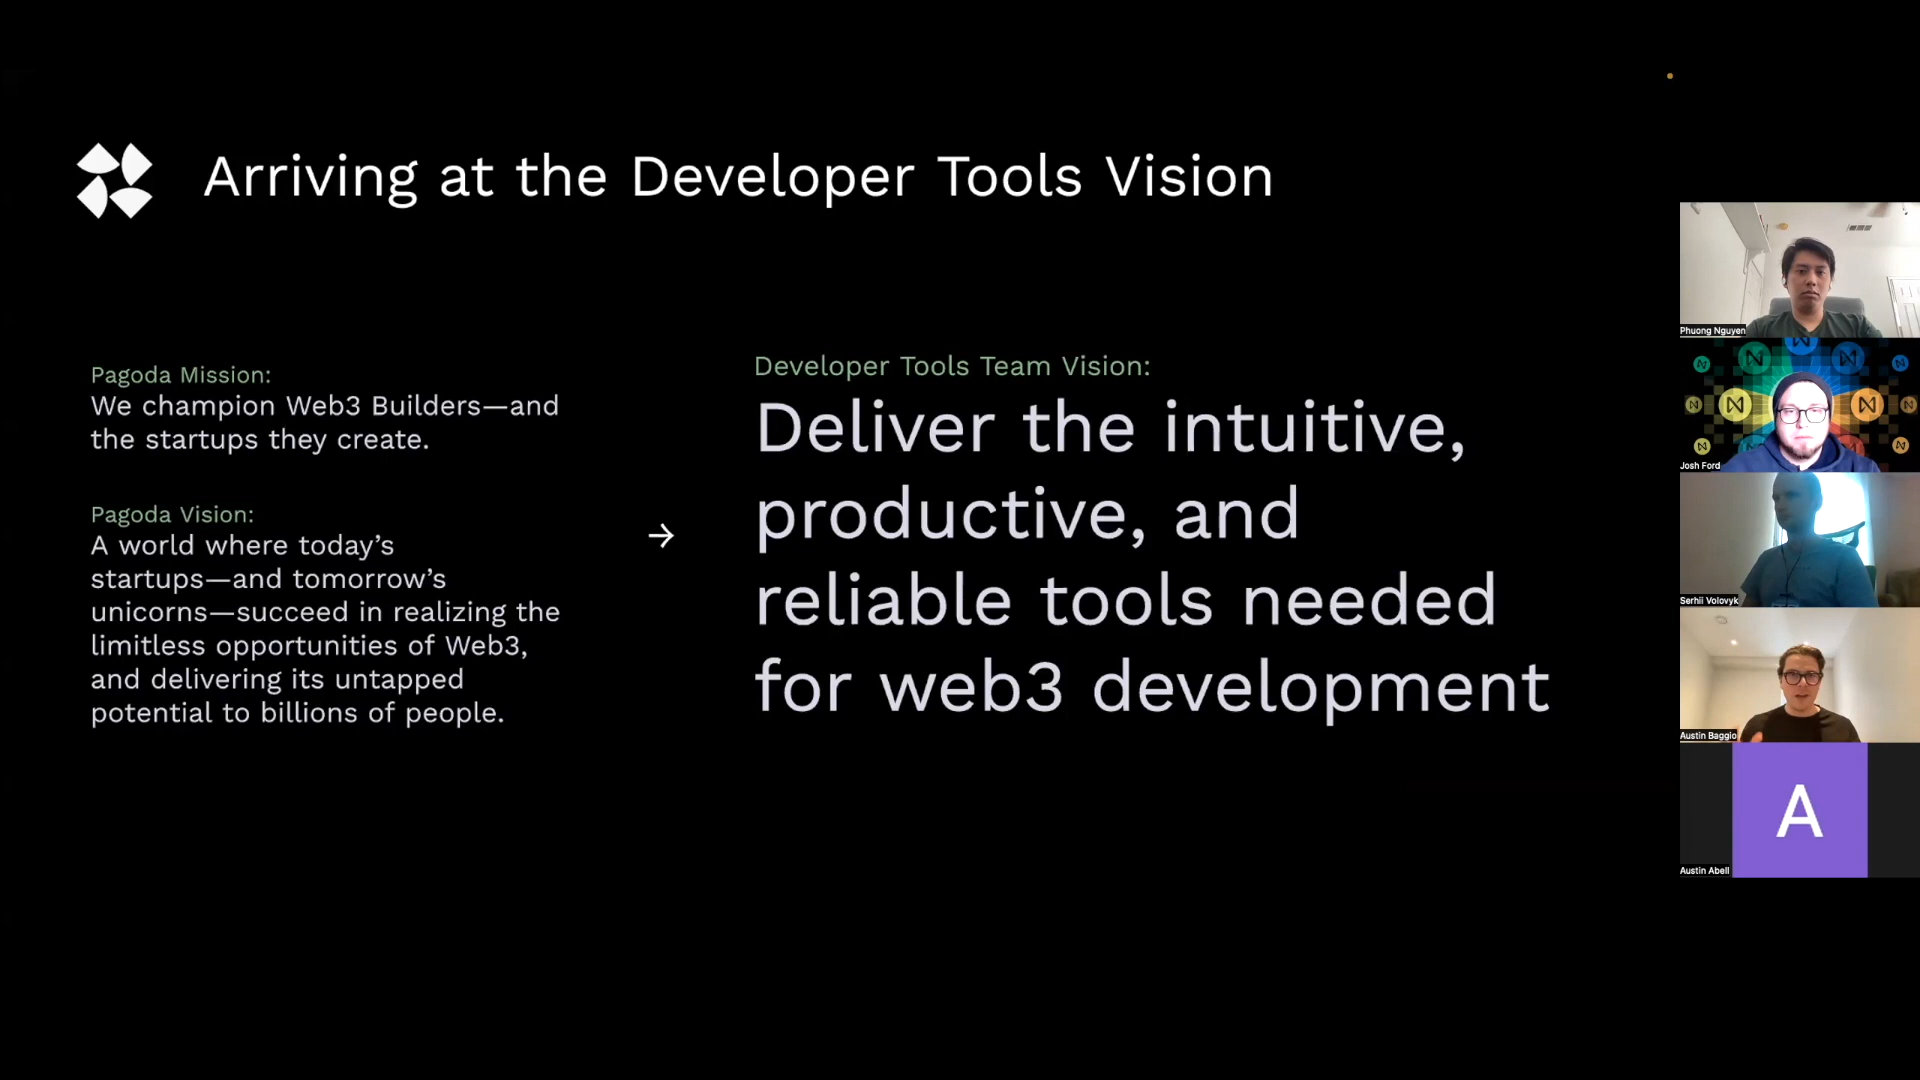 Arriving at the Developer Tools Vision
Pagoda Mission:
We champion Web3 Builders—and
the startups they create.
Pagoda Vision:
A world where today’s
startups—and tomorrow’s
unicorns—succeed in realizing the
limitless opportunities of Web3,
and delivering its untapped
potential to billions of people.
→
Developer Tools Team Vision:
Deliver the intuitive,
productive, and
reliable tools needed
for web3 development
Phuong Nguyen
Josh Ford
Serhii Volovyk
Austin Baggio
A
Austin Abell